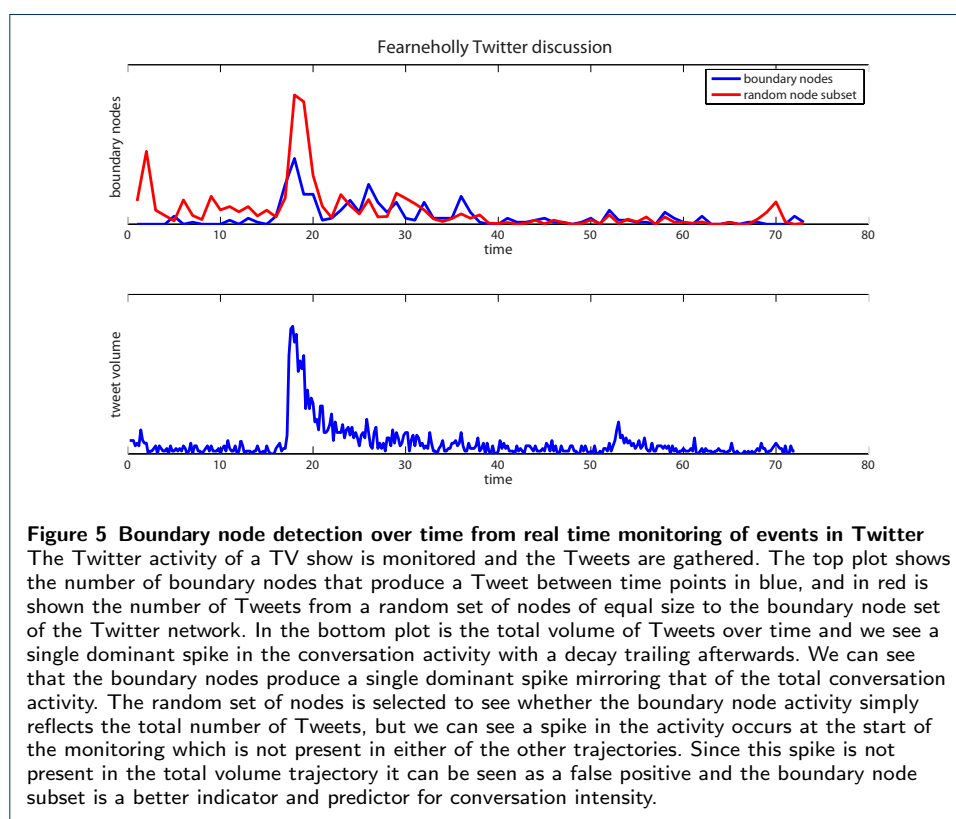 Fearneholly Twitter discussion
boundary nodes
random node subset
boundary nodes
0 10 20 30 40 50 60 70 80
time
tweet volume
0 10 20 30 40 50 60 70 80
time
Figure 5 Boundary node detection over time from real time monitoring of events in Twitter
The Twitter activity of a TV show is monitored and the Tweets are gathered. The top plot shows
the number of boundary nodes that produce a Tweet between time points in blue, and in red is
shown the number of Tweets from a random set of nodes of equal size to the boundary node set
of the Twitter network. In the bottom plot is the total volume of Tweets over time and we see a
single dominant spike in the conversation activity with a decay trailing afterwards. We can see
that the boundary nodes produce a single dominant spike mirroring that of the total conversation
activity. The random set of nodes is selected to see whether the boundary node activity simply
reflects the total number of Tweets, but we can see a spike in the activity occurs at the start of
the monitoring which is not present in either of the other trajectories. Since this spike is not
present in the total volume trajectory it can be seen as a false positive and the boundary node
subset is a better indicator and predictor for conversation intensity.